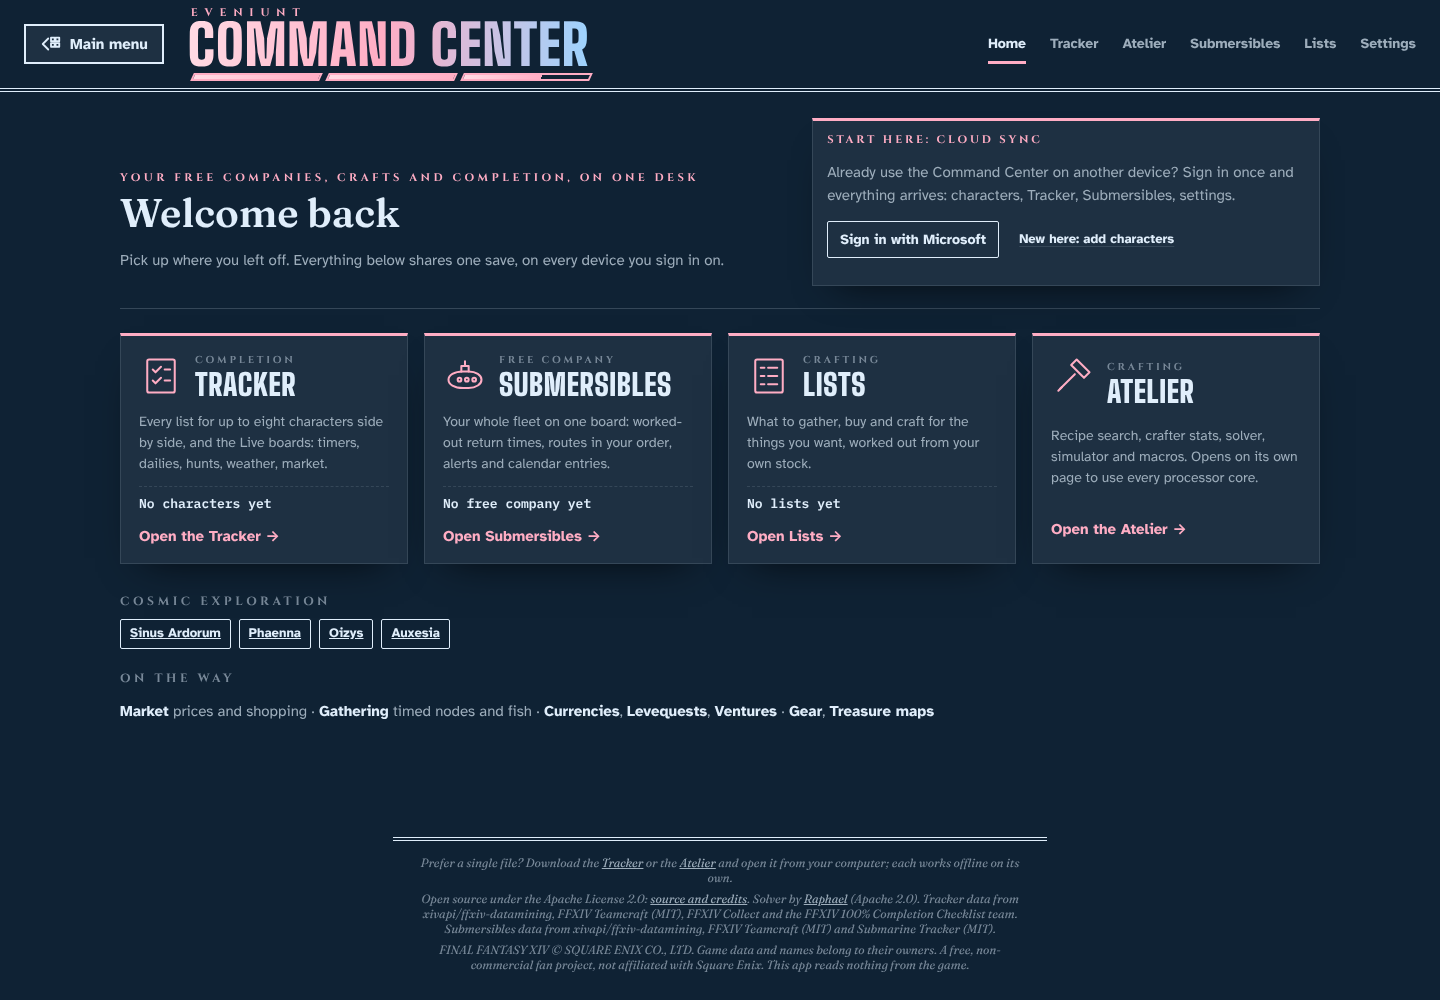 Main menu
EVENIUNT
COMMAND CENTER
Home
Tracker
Atelier
Submersibles
Lists
Settings
YOUR FREE COMPANIES, CRAFTS AND COMPLETION, ON ONE DESK
Welcome back
Pick up where you left off. Everything below shares one save, on every device you sign in on.
START HERE: CLOUD SYNC
Already use the Command Center on another device? Sign in once and
everything arrives: characters, Tracker, Submersibles, settings.
Sign in with Microsoft
New here: add characters
COMPLETION
TRACKER
Every list for up to eight characters side
by side, and the Live boards: timers,
dailies, hunts, weather, market.
No characters yet
Open the Tracker →
FREE COMPANY
SUBMERSIBLES
Your whole fleet on one board: worked-
out return times, routes in your order,
alerts and calendar entries.
No free company yet
Open Submersibles →
CRAFTING
LISTS
What to gather, buy and craft for the
things you want, worked out from your
own stock.
No lists yet
Open Lists →
CRAFTING
ATELIER
Recipe search, crafter stats, solver,
simulator and macros. Opens on its own
page to use every processor core.
Open the Atelier →
COSMIC EXPLORATION
Sinus Ardorum
Phaenna
Oizys
Auxesia
ON THE WAY
Market prices and shopping · Gathering timed nodes and fish · Currencies, Levequests, Ventures · Gear, Treasure maps
Prefer a single file? Download the Tracker or the Atelier and open it from your computer; each works offline on its
own.
Open source under the Apache License 2.0: source and credits. Solver by Raphael (Apache 2.0). Tracker data from
xivapi/ffxiv-datamining, FFXIV Teamcraft (MIT), FFXIV Collect and the FFXIV 100% Completion Checklist team.
Submersibles data from xivapi/ffxiv-datamining, FFXIV Teamcraft (MIT) and Submarine Tracker (MIT).
FINAL FANTASY XIV © SQUARE ENIX CO., LTD. Game data and names belong to their owners. A free, non-
commercial fan project, not affiliated with Square Enix. This app reads nothing from the game.